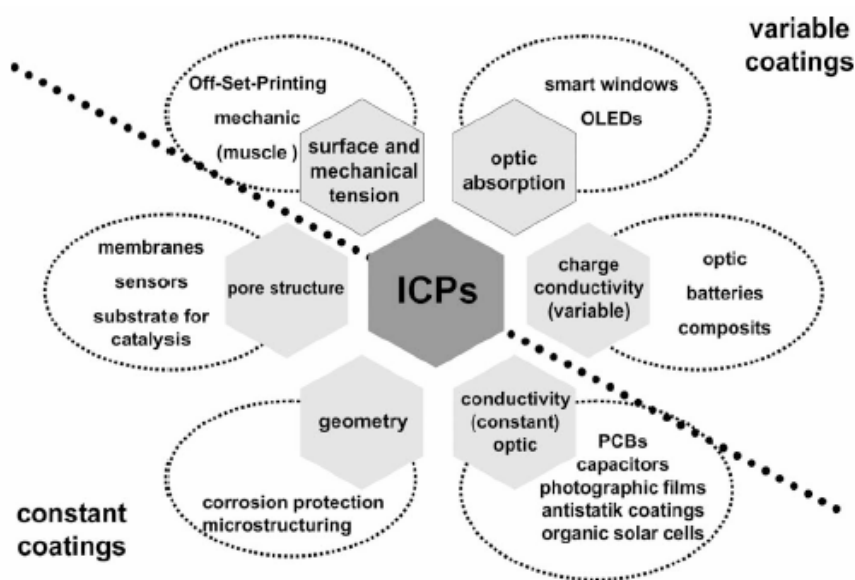 variable
coatings
Off-Set-Printing
mechanic
(muscle )
surface and
mechanical
tension
smart windows
OLEDs
optic
absorption
membranes
sensors
substrate for
catalysis
pore structure
ICPs
charge
conductivity
(variable)
optic
batteries
composits
geometry
corrosion protection
microstructuring
conductivity
(constant)
optic
PCBs
capacitors
photographic films
antistatik coatings
organic solar cells
constant
coatings